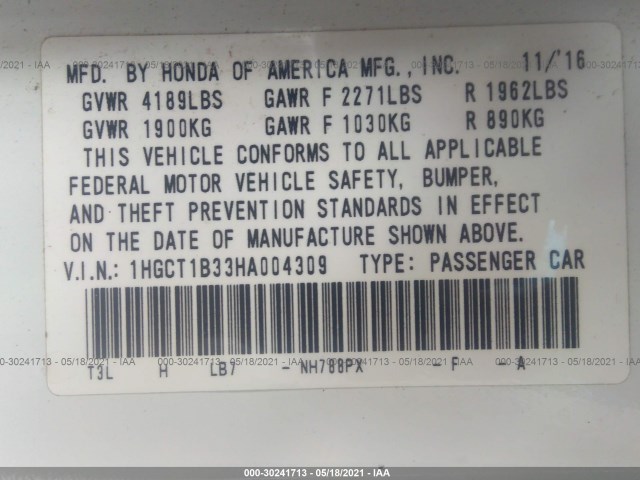 MFD. BY HONDA OF AMERICA MFG., INC. 11/'16
GVWR 4189LBS GAWR F 2271LBS R 1962LBS
GVWR 1900KG GAWR F 1030KG R 890KG
THIS VEHICLE CONFORMS TO ALL APPLICABLE
FEDERAL MOTOR VEHICLE SAFETY, BUMPER,
AND THEFT PREVENTION STANDARDS IN EFFECT
ON THE DATE OF MANUFACTURE SHOWN ABOVE.
V.I.N.: 1HGCT1B33HA004309 TYPE: PASSENGER CAR
T3L H LB7 - NH788PX - F - A
000-30241713 - 05/18/2021 - IAA